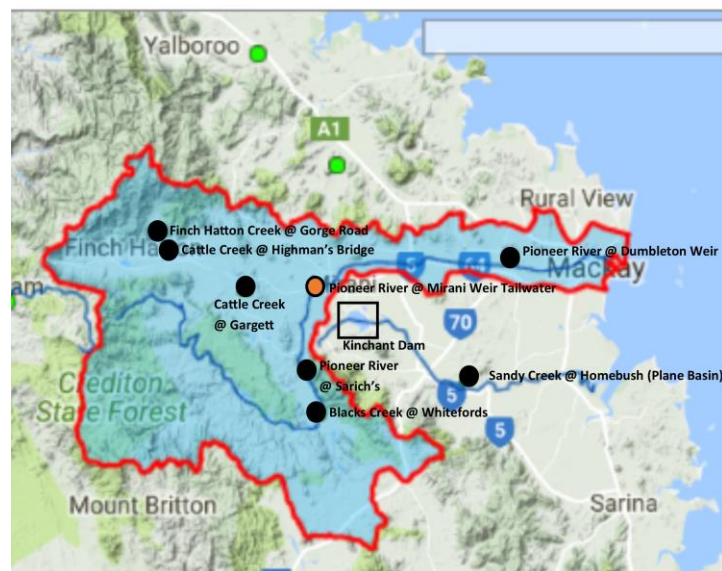 Yalboroo
A1
Rural View
Finch Hatton Creek @ Gorge Road
Finch Ha
Cattle Creek @ Highman's Bridge
Pioneer River @ Dumbleton Weir
Mackay
am
5
64
Pioneer River @ Mirani Weir Tailwater
Cattle Creek
@ Gargett
70
Kinchant Dam
Pioneer River
@ Sarich's
Sandy Creek @ Homebush (Plane Basin)
Crediton
State Forest
5
Blacks Creek @ Whitefords
5
Mount Britton
Sarina